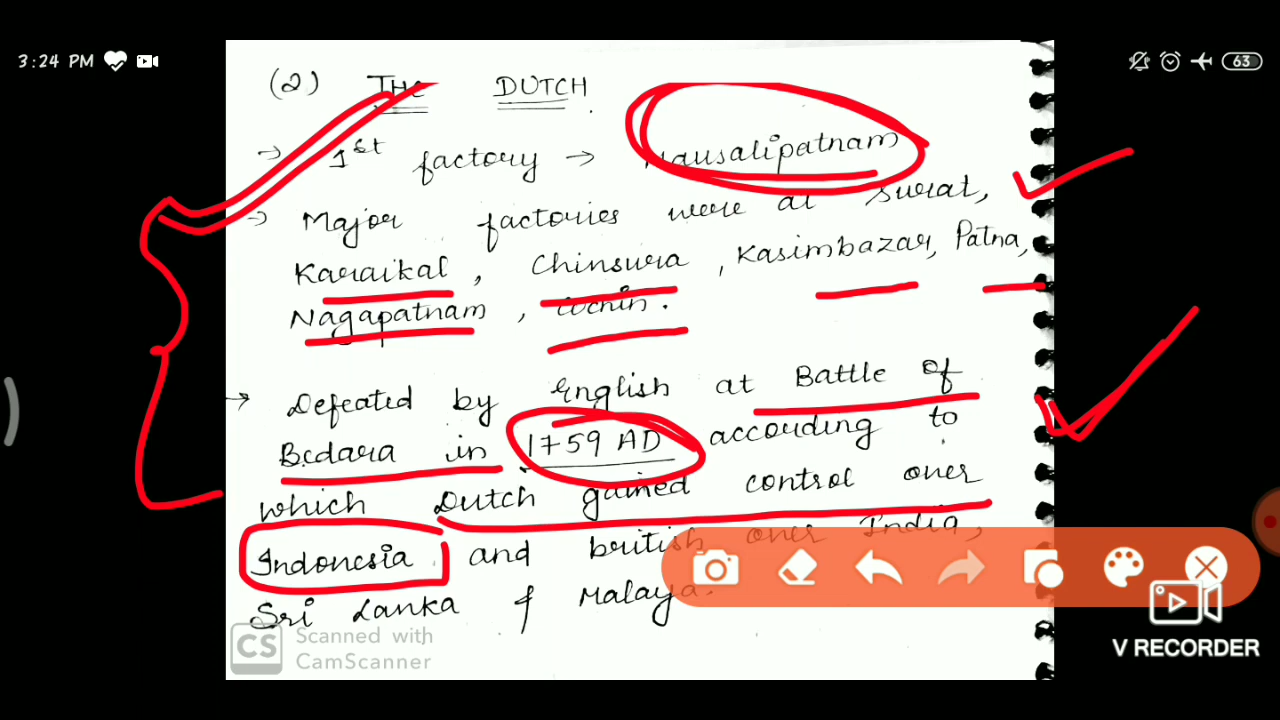 3:24 PM
63
(2) THE DUTCH.
→ 1st factory → Mausalipatnam
→ Major factories were at Surat,
Karaikal, Chinsura, Kasimbazar, Patna,
Nagapatnam, Cochin.
→ Defeated by English at Battle of
Bedara in 1759 AD according to
which Dutch gained control over
Indonesia and british over India,
Sri Lanka & Malaya.
CS Scanned with
CamScanner
V RECORDER